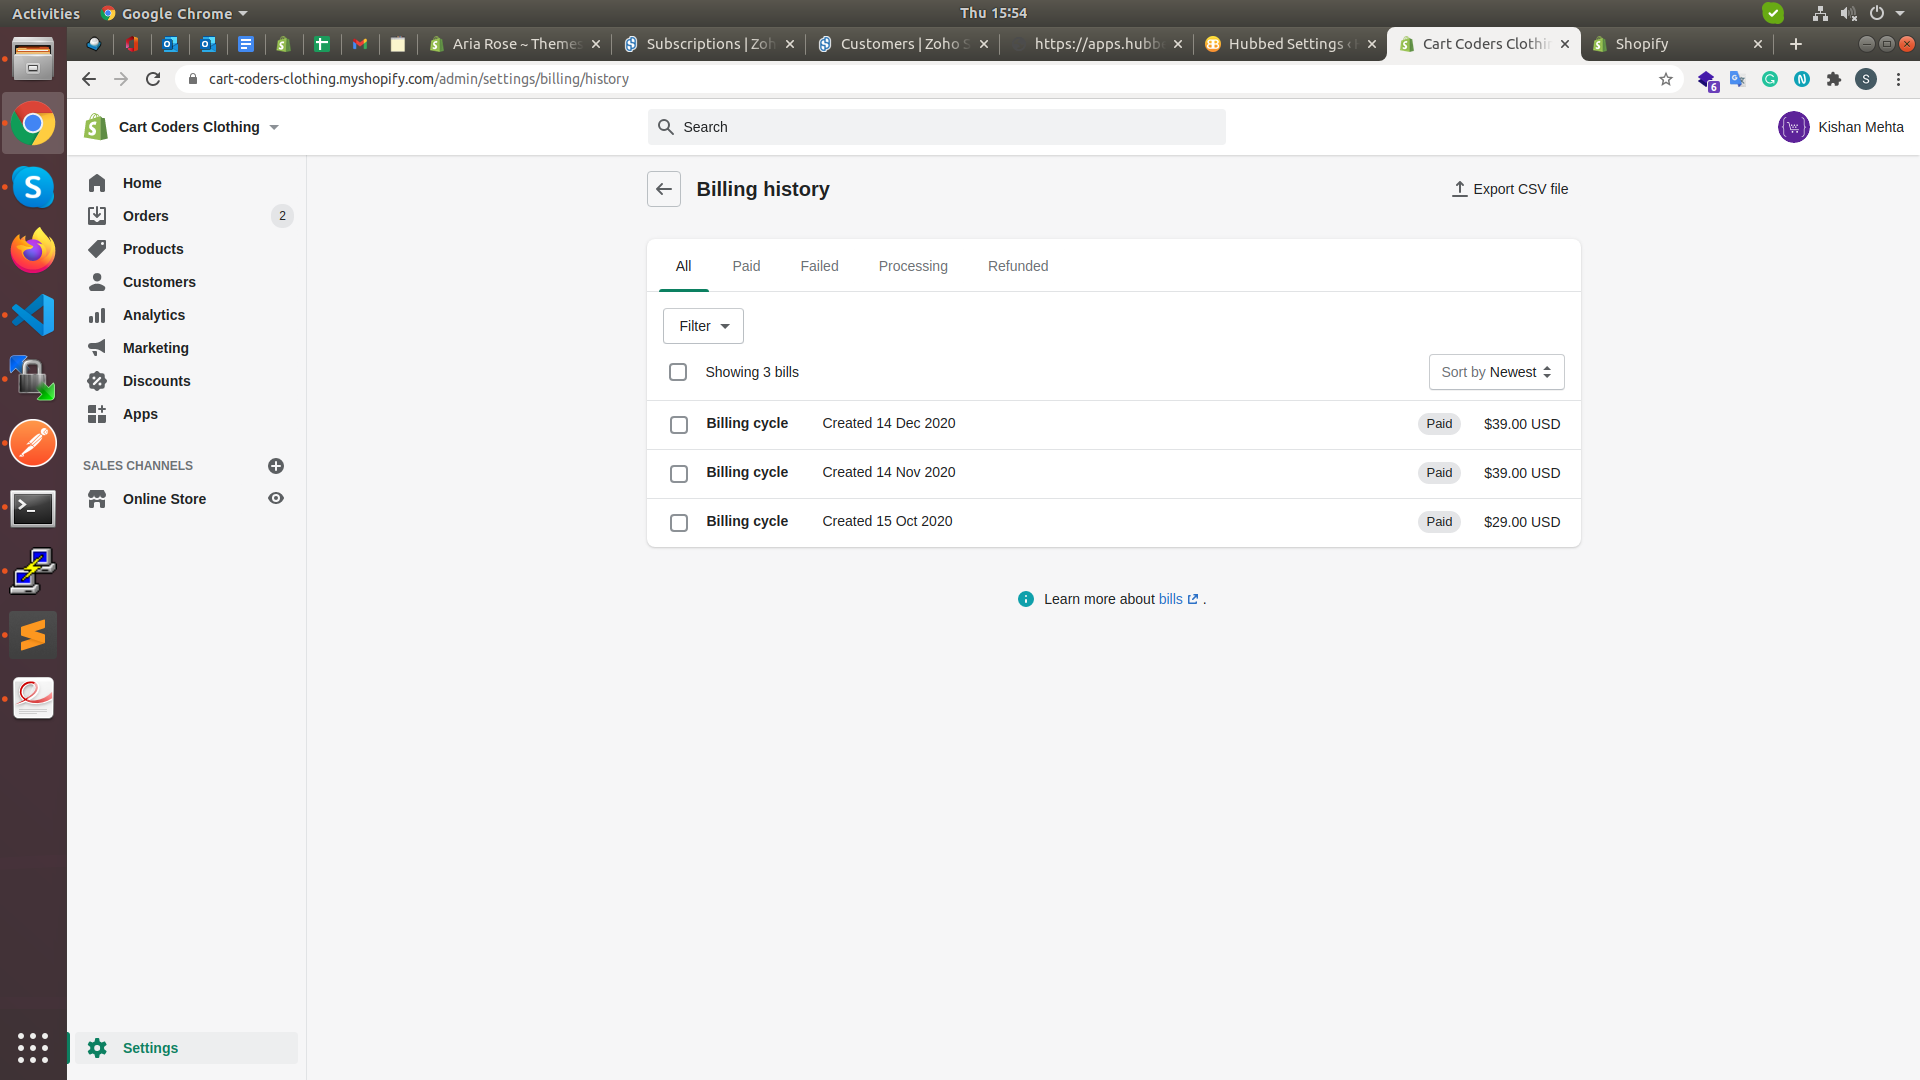 Activities
Google Chrome
Thu 15:54
Aria Rose ~ Themes
Subscriptions | Zoh
Customers | Zoho S
https://apps.hubbe
Hubbed Settings ‹
Cart Coders Clothin
Shopify
cart-coders-clothing.myshopify.com/admin/settings/billing/history
6
S
Cart Coders Clothing
Search
Kishan Mehta
Home
Orders
2
Products
Customers
Analytics
Marketing
Discounts
Apps
SALES CHANNELS
Online Store
Settings
Billing history
Export CSV file
All
Paid
Failed
Processing
Refunded
Filter
Showing 3 bills
Sort by Newest
Billing cycle Created 14 Dec 2020 Paid $39.00 USD
Billing cycle Created 14 Nov 2020 Paid $39.00 USD
Billing cycle Created 15 Oct 2020 Paid $29.00 USD
Learn more about bills .